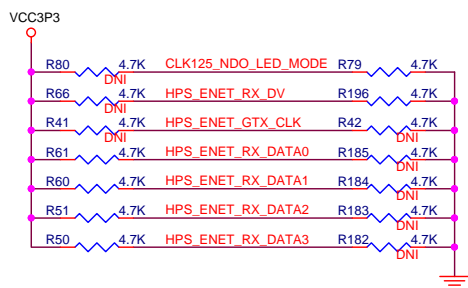 VCC3P3
R80 4.7K CLK125_NDO_LED_MODE R79 4.7K
DNI
R66 4.7K HPS_ENET_RX_DV R196 4.7K
DNI
R41 4.7K HPS_ENET_GTX_CLK R42 4.7K
DNI DNI
R61 4.7K HPS_ENET_RX_DATA0 R185 4.7K
DNI
R60 4.7K HPS_ENET_RX_DATA1 R184 4.7K
DNI
R51 4.7K HPS_ENET_RX_DATA2 R183 4.7K
DNI
R50 4.7K HPS_ENET_RX_DATA3 R182 4.7K
DNI